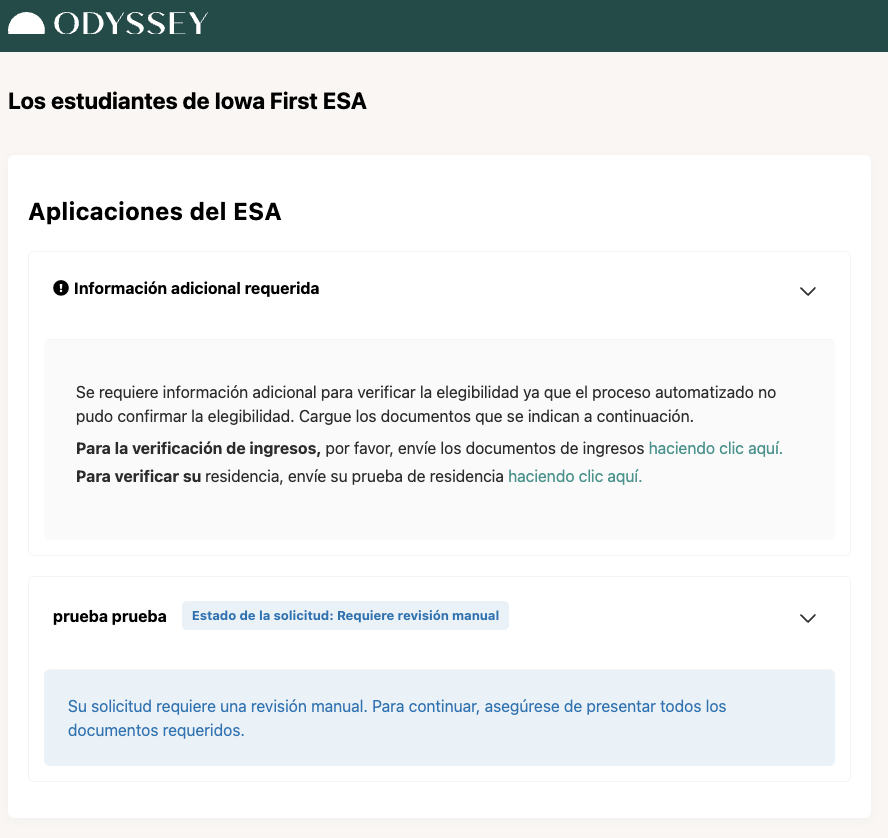 ODYSSEY
Los estudiantes de Iowa First ESA
Aplicaciones del ESA
Información adicional requerida
Se requiere información adicional para verificar la elegibilidad ya que el proceso automatizado no
pudo confirmar la elegibilidad. Cargue los documentos que se indican a continuación.
Para la verificación de ingresos, por favor, envíe los documentos de ingresos haciendo clic aquí.
Para verificar su residencia, envíe su prueba de residencia haciendo clic aquí.
prueba prueba Estado de la solicitud: Requiere revisión manual
Su solicitud requiere una revisión manual. Para continuar, asegúrese de presentar todos los
documentos requeridos.